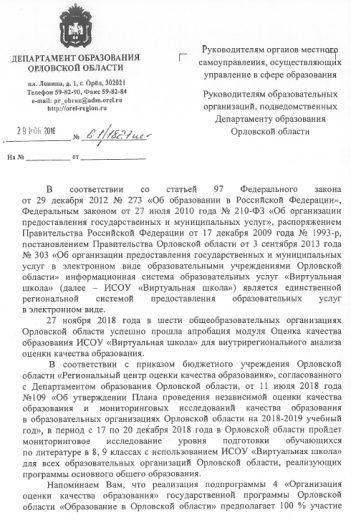 ДЕПАРТАМЕНТ ОБРАЗОВАНИЯ
ОРЛОВСКОЙ ОБЛАСТИ
пл. Ленина, д. 1, г. Орёл, 302021
Телефон 59-82-90, Факс 59-82-84
e-mail: pr_obraz@adm.orel.ru
http://orel-region.ru
2018 №
На № от
Руководителям органов местного
самоуправления, осуществляющих
управление в сфере образования
Руководителям образовательных
организаций, подведомственных
Департаменту образования
Орловской области
В соответствии со статьей 97 Федерального закона
от 29 декабря 2012 № 273 «Об образовании в Российской Федерации»,
Федеральным законом от 27 июля 2010 года № 210-ФЗ «Об организации
предоставления государственных и муниципальных услуг», распоряжением
Правительства Российской Федерации от 17 декабря 2009 года № 1993-р,
постановлением Правительства Орловской области от 3 сентября 2013 года
№ 303 «Об организации предоставления государственных и муниципальных
услуг в электронном виде образовательными учреждениями Орловской
области» информационная система образовательных услуг «Виртуальная
школа» (далее – ИСОУ «Виртуальная школа») является единственной
региональной системой предоставления образовательных услуг
в электронном виде.
27 ноября 2018 года в шести общеобразовательных организациях
Орловской области успешно прошла апробация модуля Оценка качества
образования ИСОУ «Виртуальная школа» для внутрирегионального анализа
оценки качества образования.
В соответствии с приказом бюджетного учреждения Орловской
области «Региональный центр оценки качества образования», согласованного
с Департаментом образования Орловской области, от 11 июля 2018 года
№109 «Об утверждении Плана проведения независимой оценки качества
образования и мониторинговых исследований качества образования
в образовательных организациях Орловской области на 2018-2019 учебный
год», в период с 17 по 20 декабря 2018 года в Орловской области пройдет
мониторинговое исследование уровня подготовки обучающихся
по литературе в 8, 9 классах с использованием ИСОУ «Виртуальная школа»
для всех образовательных организаций Орловской области, реализующих
программы основного общего образования.
Напоминаем Вам, что реализация подпрограммы 4 «Организация
оценки качества образования» государственной программы Орловской
области «Образование в Орловской области» предполагает 100 % участие